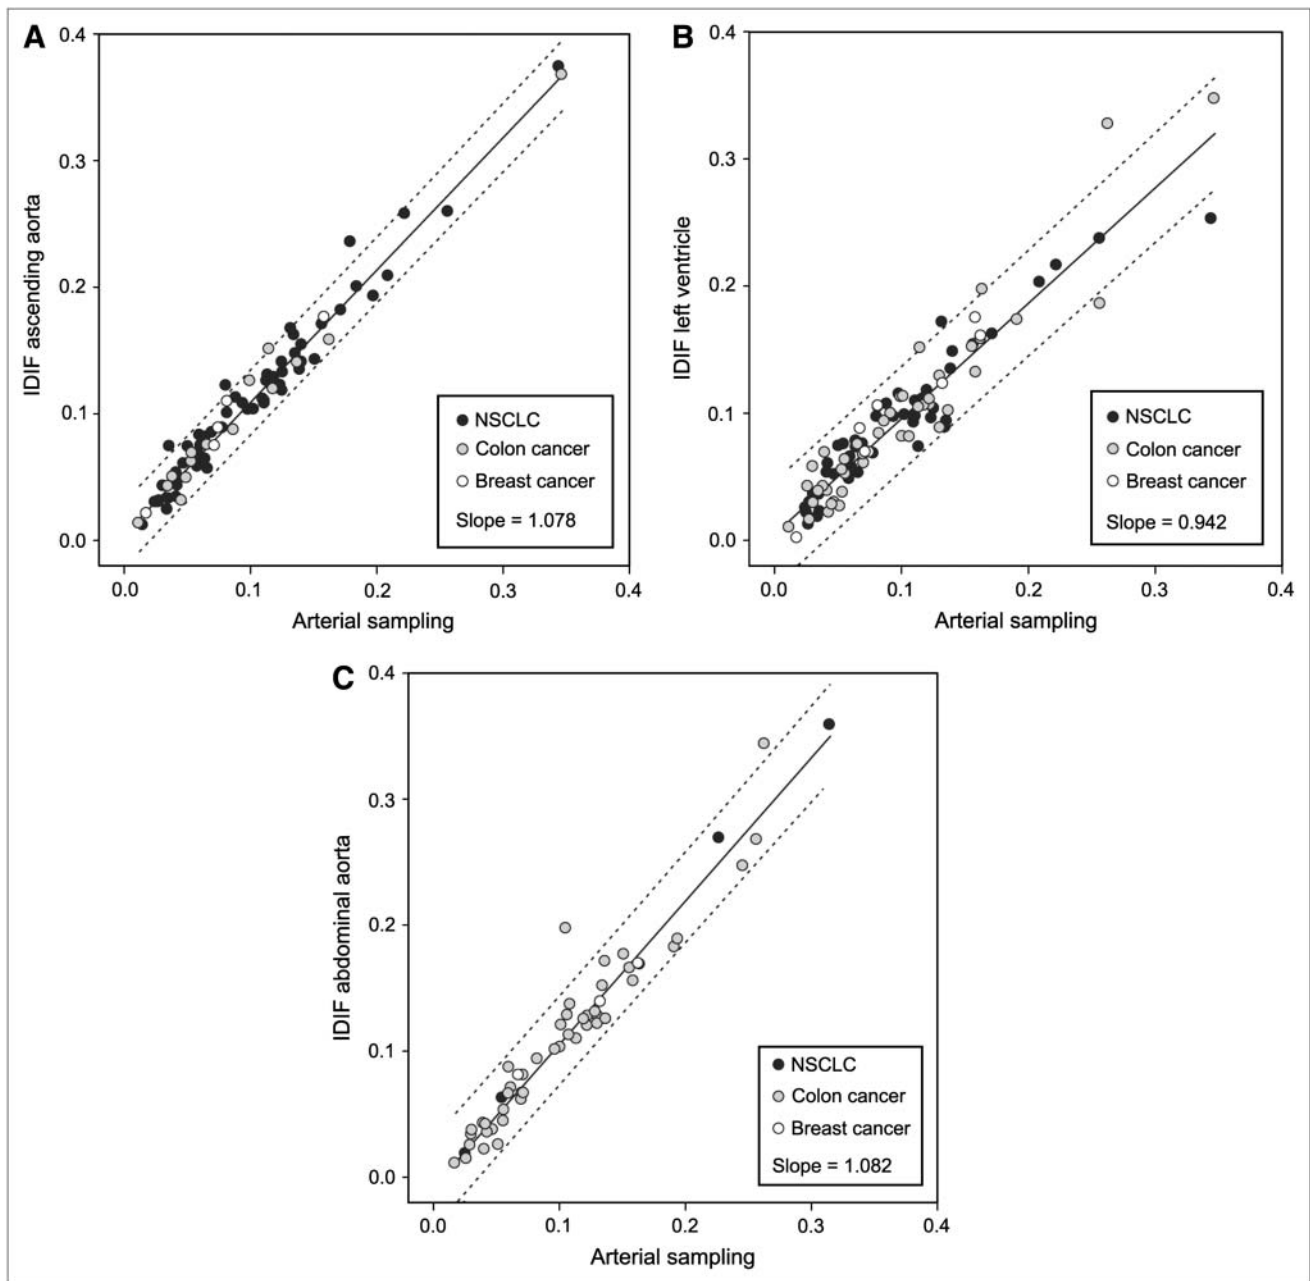 A
0.4
0.3
0.2
0.1
0.0
IDIF ascending aorta
NSCLC
Colon cancer
Breast cancer
Slope = 1.078
0.0 0.1 0.2 0.3 0.4
Arterial sampling
B
0.4
0.3
0.2
0.1
0.0
IDIF left ventricle
NSCLC
Colon cancer
Breast cancer
Slope = 0.942
0.0 0.1 0.2 0.3 0.4
Arterial sampling
C
0.4
0.3
0.2
0.1
0.0
IDIF abdominal aorta
NSCLC
Colon cancer
Breast cancer
Slope = 1.082
0.0 0.1 0.2 0.3 0.4
Arterial sampling